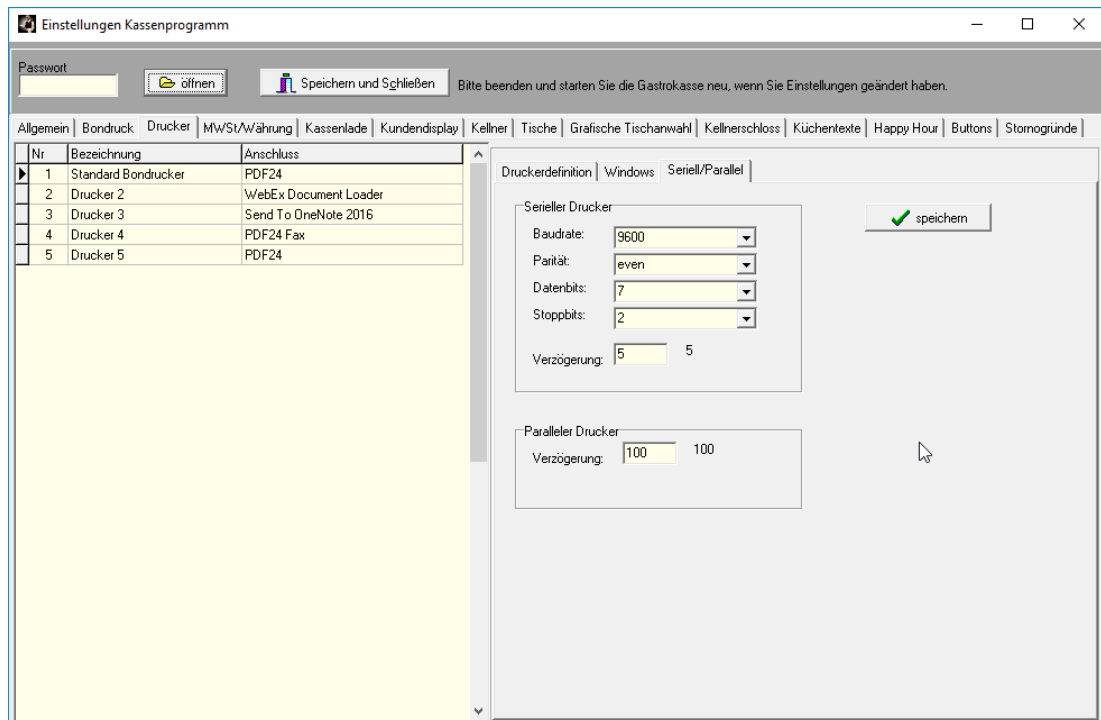 Einstellungen Kassenprogramm
Passwort
öffnen
Speichern und Schließen
Bitte beenden und starten Sie die Gastrokasse neu, wenn Sie Einstellungen geändert haben.
Allgemein Bondruck Drucker MWSt/Währung Kassenlade Kundendisplay Kellner Tische Grafische Tischanwahl Kellnerschloss Küchentexte Happy Hour Buttons Stornogründe
Nr Bezeichnung Anschluss
1 Standard Bondrucker PDF24
2 Drucker 2 WebEx Document Loader
3 Drucker 3 Send To OneNote 2016
4 Drucker 4 PDF24 Fax
5 Drucker 5 PDF24
Druckerdefinition Windows Seriell/Parallel
Serieller Drucker
speichern
Baudrate: 9600
Parität: even
Datenbits: 7
Stoppbits: 2
Verzögerung: 5 5
Paralleler Drucker
Verzögerung: 100 100